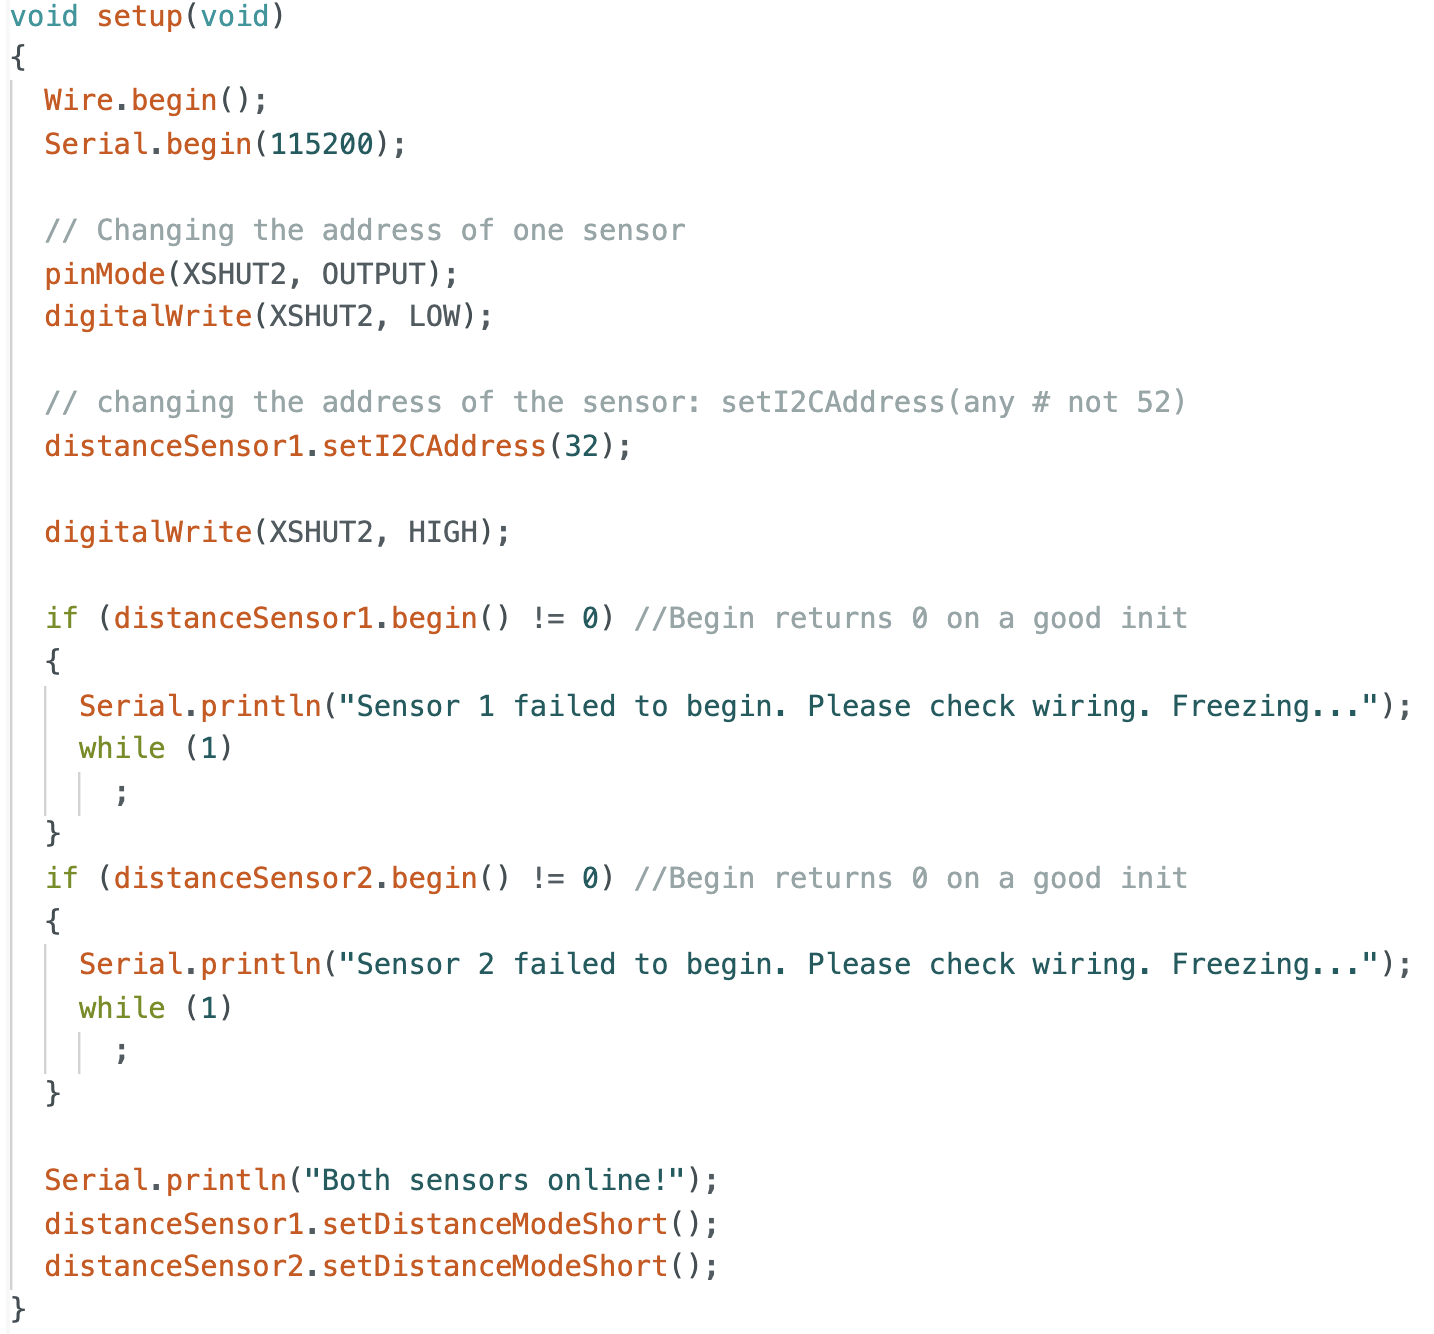 void setup(void)
{
  Wire.begin();
  Serial.begin(115200);

  // Changing the address of one sensor
  pinMode(XSHUT2, OUTPUT);
  digitalWrite(XSHUT2, LOW);

  // changing the address of the sensor: setI2CAddress(any # not 52)
  distanceSensor1.setI2CAddress(32);

  digitalWrite(XSHUT2, HIGH);

  if (distanceSensor1.begin() != 0) //Begin returns 0 on a good init
  {
    Serial.println("Sensor 1 failed to begin. Please check wiring. Freezing...");
    while (1)
      ;
  }
  if (distanceSensor2.begin() != 0) //Begin returns 0 on a good init
  {
    Serial.println("Sensor 2 failed to begin. Please check wiring. Freezing...");
    while (1)
      ;
  }

  Serial.println("Both sensors online!");
  distanceSensor1.setDistanceModeShort();
  distanceSensor2.setDistanceModeShort();
}